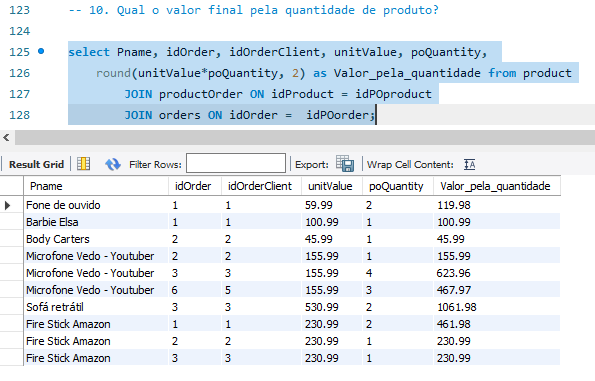 123 -- 10. Qual o valor final pela quantidade de produto?
124
125 select Pname, idOrder, idOrderClient, unitValue, poQuantity,
126 round(unitValue*poQuantity, 2) as Valor_pela_quantidade from product
127 JOIN productOrder ON idProduct = idPOproduct
128 JOIN orders ON idOrder = idPOorder;
Result Grid Filter Rows: Export: Wrap Cell Content:
Pname idOrder idOrderClient unitValue poQuantity Valor_pela_quantidade
Fone de ouvido 1 1 59.99 2 119.98
Barbie Elsa 1 1 100.99 1 100.99
Body Carters 2 2 45.99 1 45.99
Microfone Vedo - Youtuber 2 2 155.99 1 155.99
Microfone Vedo - Youtuber 3 3 155.99 4 623.96
Microfone Vedo - Youtuber 6 5 155.99 3 467.97
Sofá retrátil 3 3 530.99 2 1061.98
Fire Stick Amazon 1 1 230.99 2 461.98
Fire Stick Amazon 2 2 230.99 1 230.99
Fire Stick Amazon 3 3 230.99 1 230.99